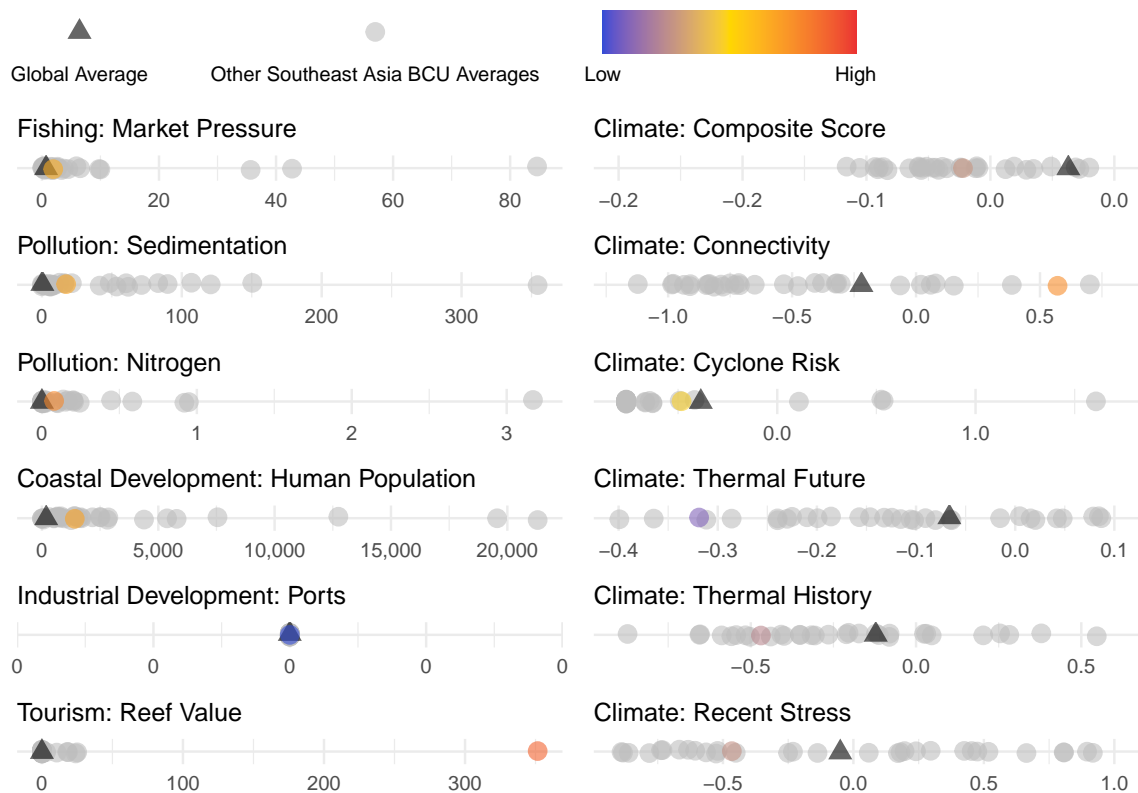 Global Average
Other Southeast Asia BCU Averages
Low
High
Fishing: Market Pressure
0 20 40 60 80
Pollution: Sedimentation
0 100 200 300
Pollution: Nitrogen
0 1 2 3
Coastal Development: Human Population
0 5,000 10,000 15,000 20,000
Industrial Development: Ports
0 0 0 0 0
Tourism: Reef Value
0 100 200 300
Climate: Composite Score
−0.2 −0.2 −0.1 0.0 0.0
Climate: Connectivity
−1.0 −0.5 0.0 0.5
Climate: Cyclone Risk
0.0 1.0
Climate: Thermal Future
−0.4 −0.3 −0.2 −0.1 0.0 0.1
Climate: Thermal History
−0.5 0.0 0.5
Climate: Recent Stress
−0.5 0.0 0.5 1.0